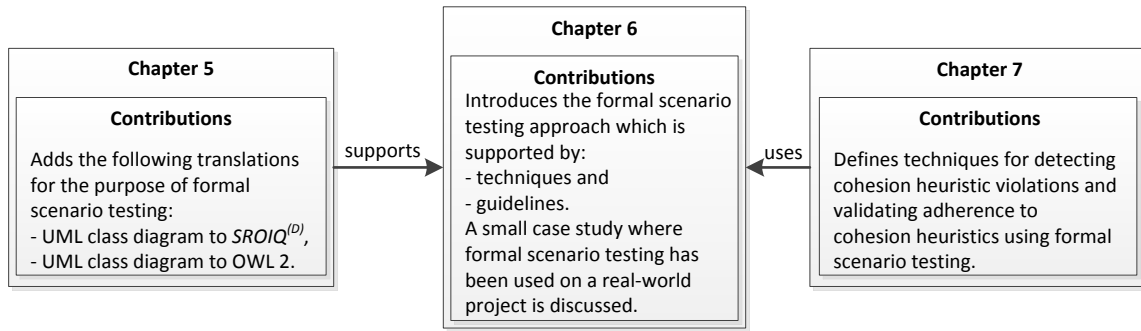 Chapter 5
Contributions
Adds the following translations
for the purpose of formal
scenario testing:
- UML class diagram to SROIQ(D),
- UML class diagram to OWL 2.
supports
Chapter 6
Contributions
Introduces the formal scenario
testing approach which is
supported by:
- techniques and
- guidelines.
A small case study where
formal scenario testing has
been used on a real-world
project is discussed.
uses
Chapter 7
Contributions
Defines techniques for detecting
cohesion heuristic violations and
validating adherence to
cohesion heuristics using formal
scenario testing.